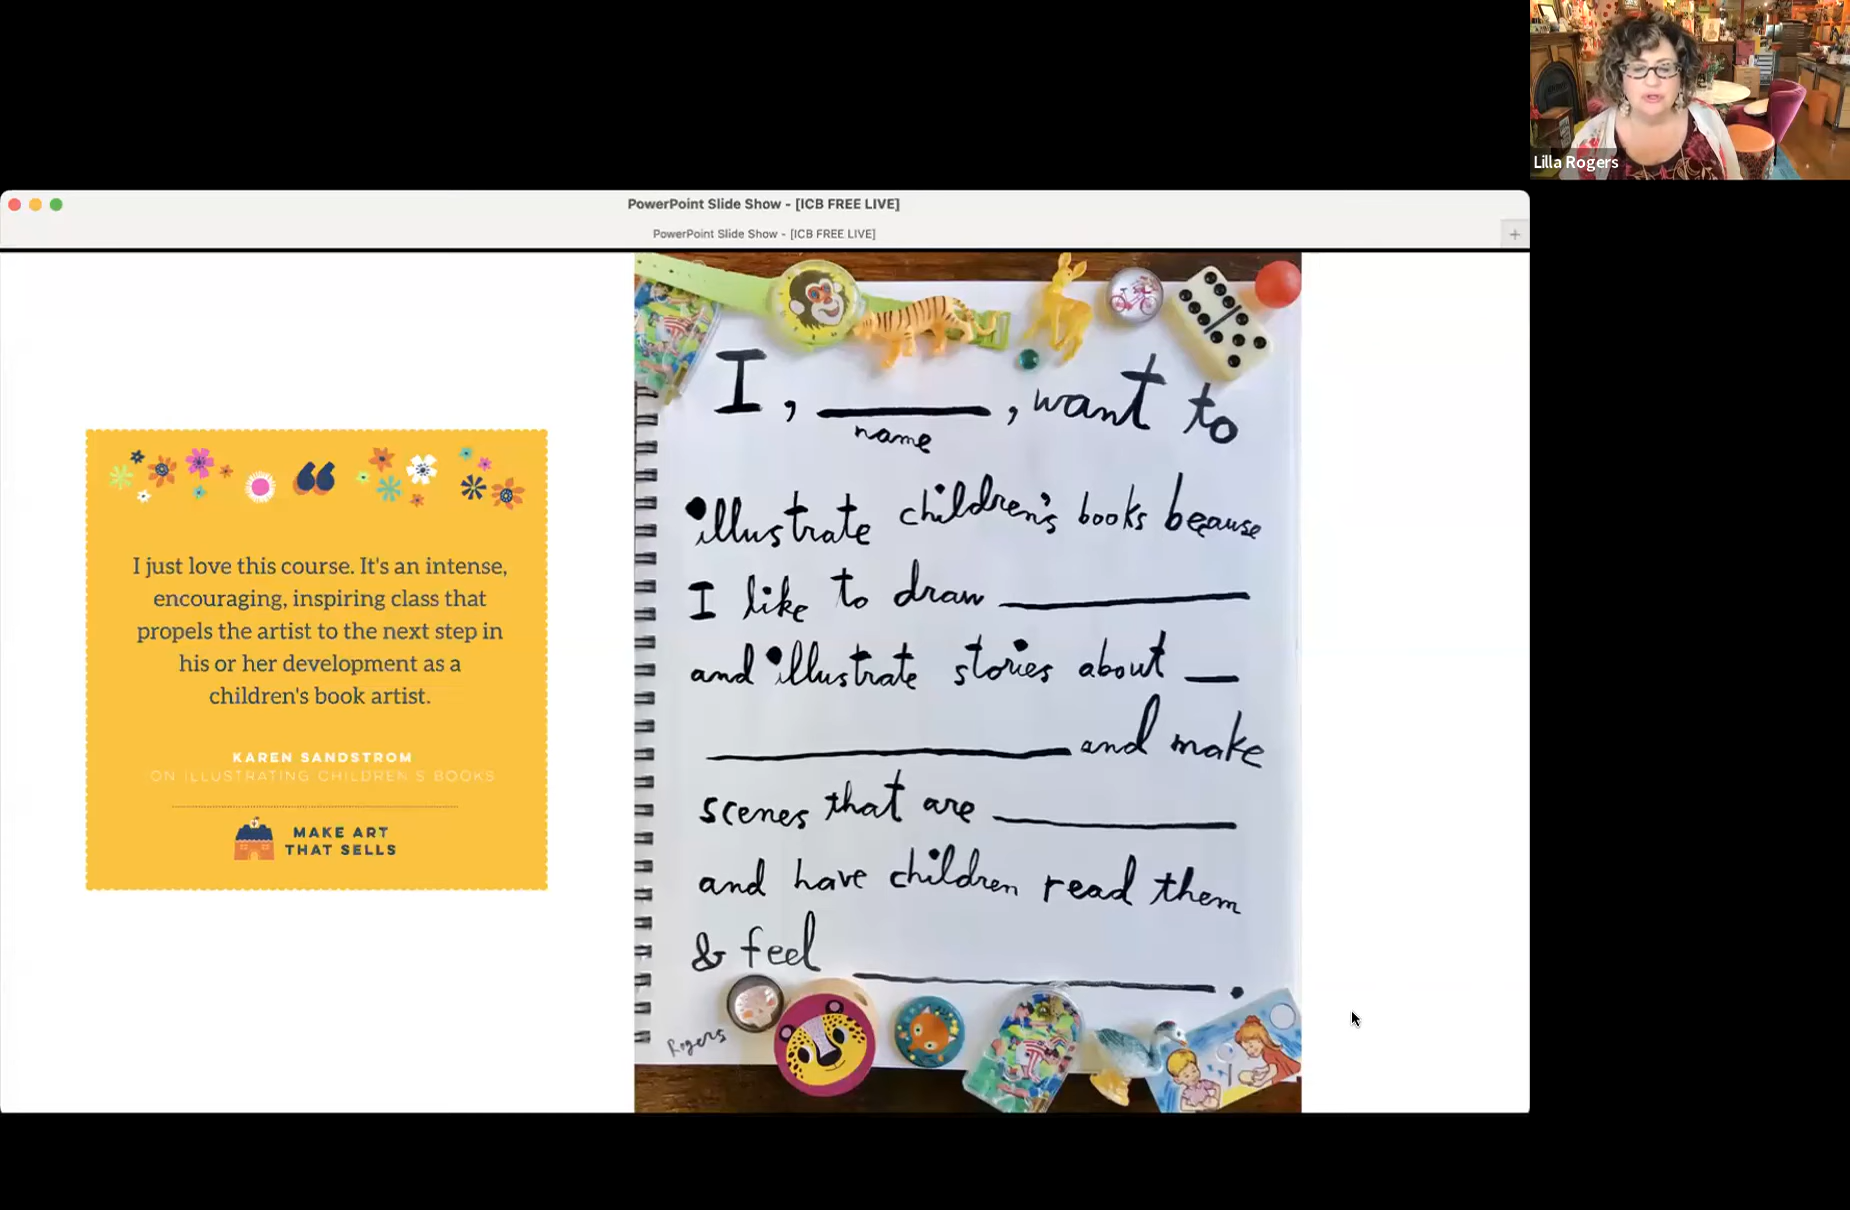 Lilla Rogers
PowerPoint Slide Show - [ICB FREE LIVE]
PowerPoint Slide Show - [ICB FREE LIVE]
I just love this course. It's an intense,
encouraging, inspiring class that
propels the artist to the next step in
his or her development as a
children's book artist.
KAREN SANDSTROM
ON ILLUSTRATING CHILDREN S BOOKS
MAKE ART
THAT SELLS
I, ________, want to
name
illustrate children's books because
I like to draw ________
and illustrate stories about ___
________ and make
scenes that are ________
and have children read them
& feel ________.
Rogers